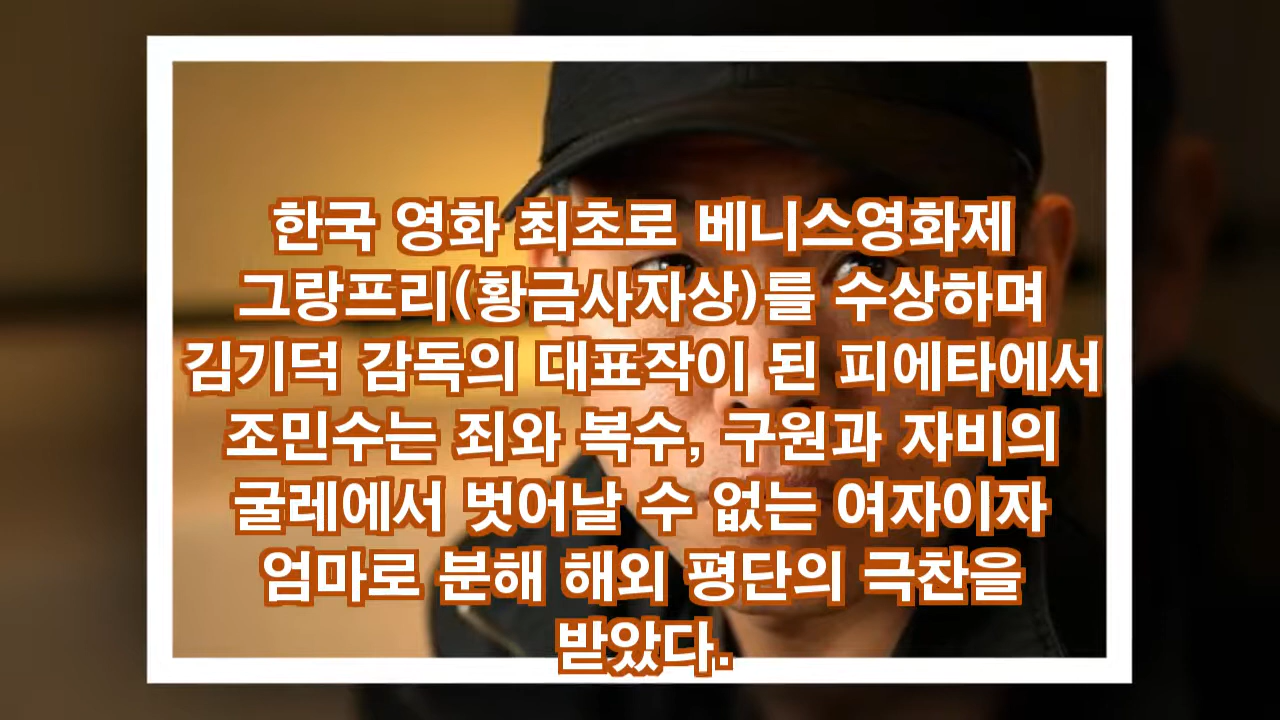 한국 영화 최초로 베니스영화제
그랑프리(황금사자상)를 수상하며
김기덕 감독의 대표작이 된 피에타에서
조민수는 죄와 복수, 구원과 자비의
굴레에서 벗어날 수 없는 여자이자
엄마로 분해 해외 평단의 극찬을
받았다.